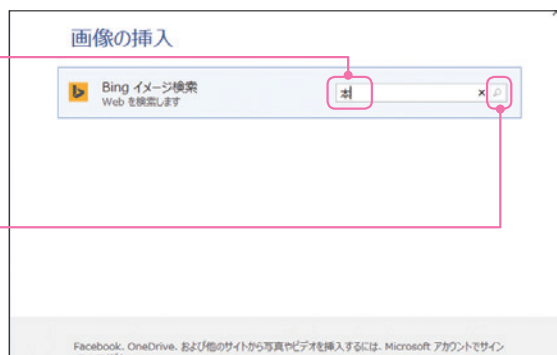 画像の挿入
Bing イメージ検索
Web を検索します
Facebook、OneDrive、および他のサイトから写真やビデオを挿入するには、Microsoft アカウントでサイン